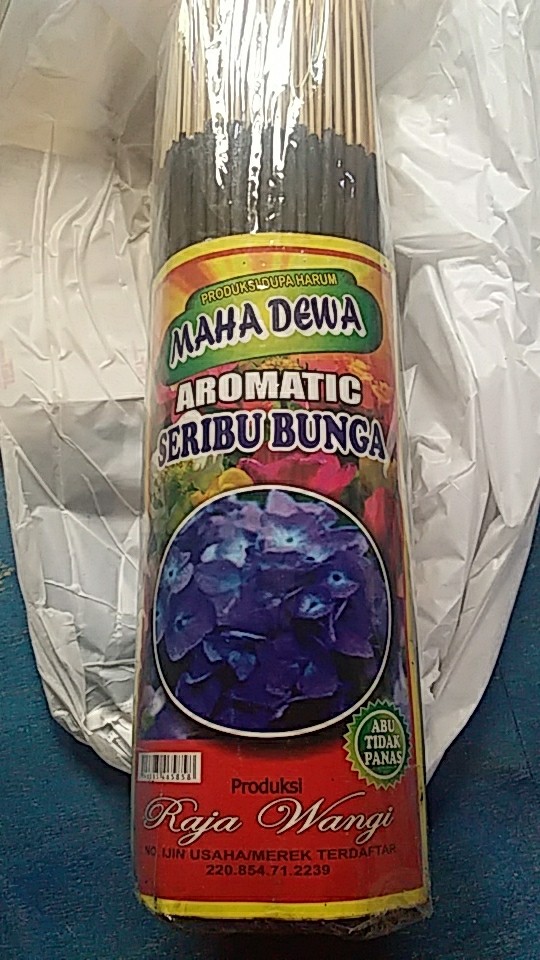 PRODUKSI DUPA HARUM
MAHA DEWA
AROMATIC
SERIBU BUNGA
ABU
TIDAK
PANAS
Produksi
Raja Wangi
NO. IJIN USAHA/MEREK TERDAFTAR
220.854.71.2239